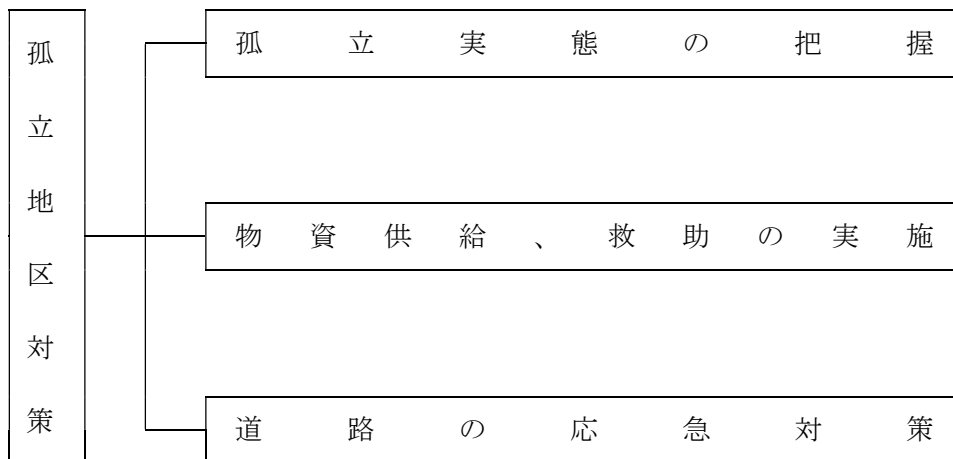 孤立地区対策
孤立実態の把握
物資供給、救助の実施
道路の応急対策